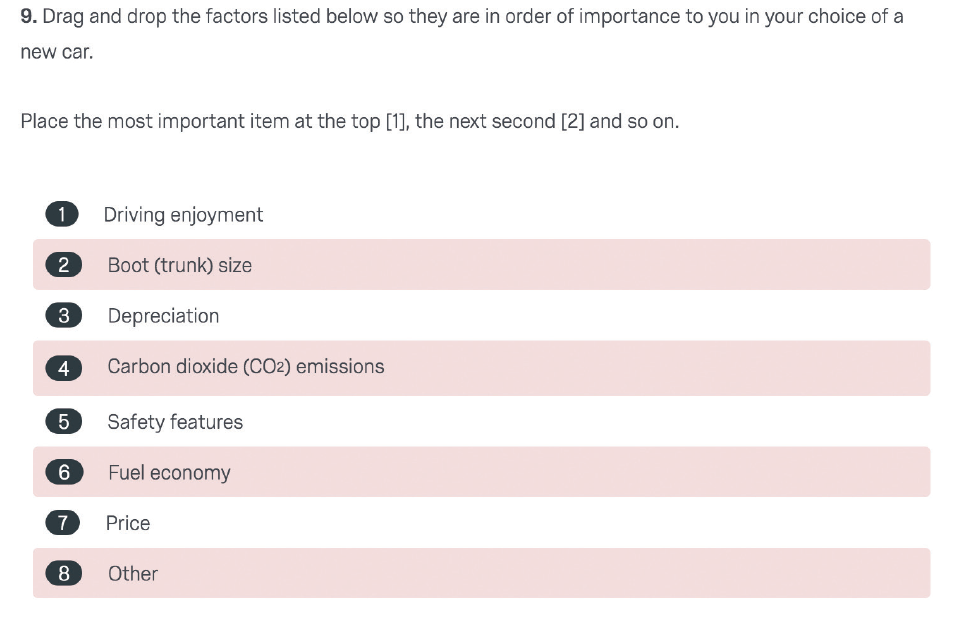 9. Drag and drop the factors listed below so they are in order of importance to you in your choice of a
new car.
Place the most important item at the top [1], the next second [2] and so on.
1 Driving enjoyment
2 Boot (trunk) size
3 Depreciation
4 Carbon dioxide (CO2) emissions
5 Safety features
6 Fuel economy
7 Price
8 Other